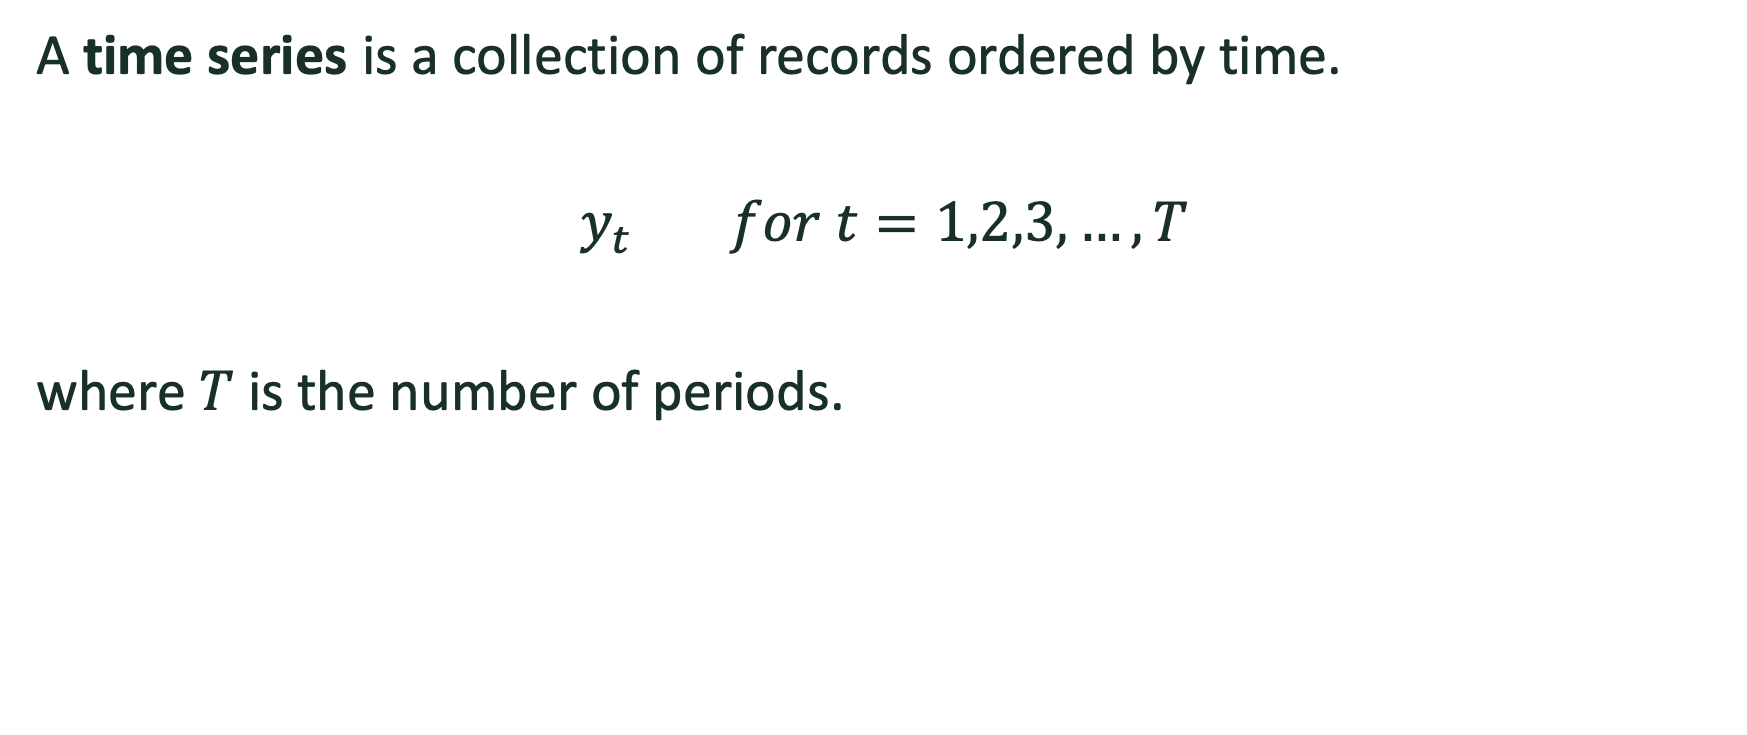 A time series is a collection of records ordered by time.
y_t for t = 1,2,3, … , T
where T is the number of periods.